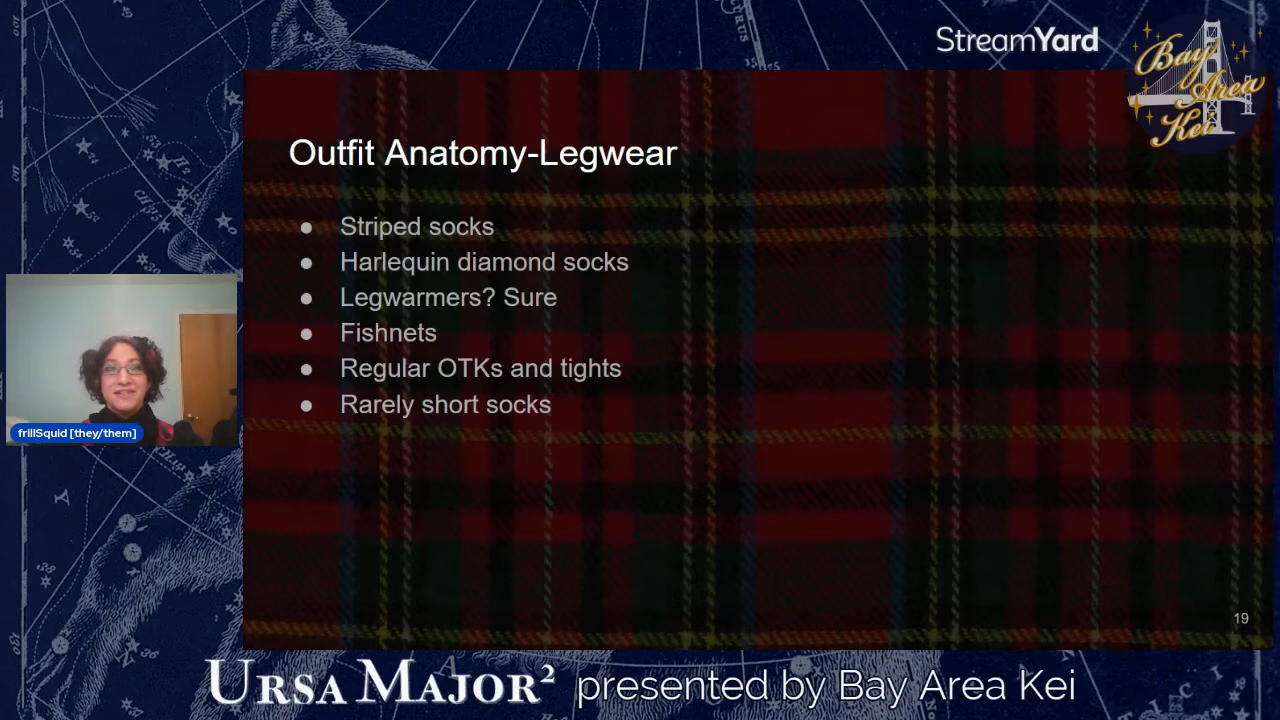 StreamYard
Bay
Area
Kei
Outfit Anatomy-Legwear
● Striped socks
● Harlequin diamond socks
● Legwarmers? Sure
● Fishnets
● Regular OTKs and tights
● Rarely short socks
frillSquid [they/them]
19
URSA MAJOR² presented by Bay Area Kei